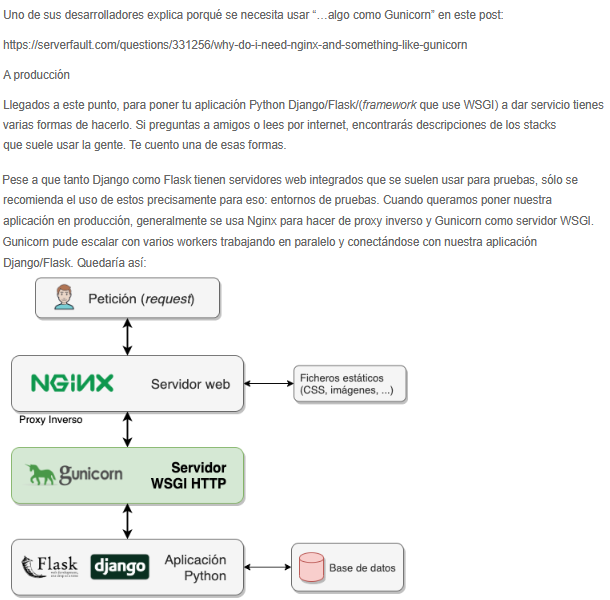 Uno de sus desarrolladores explica porqué se necesita usar “…algo como Gunicorn” en este post:
https://serverfault.com/questions/331256/why-do-i-need-nginx-and-something-like-gunicorn
A producción
Llegados a este punto, para poner tu aplicación Python Django/Flask/(framework que use WSGI) a dar servicio tienes
varias formas de hacerlo. Si preguntas a amigos o lees por internet, encontrarás descripciones de los stacks
que suele usar la gente. Te cuento una de esas formas.
Pese a que tanto Django como Flask tienen servidores web integrados que se suelen usar para pruebas, sólo se
recomienda el uso de estos precisamente para eso: entornos de pruebas. Cuando queramos poner nuestra
aplicación en producción, generalmente se usa Nginx para hacer de proxy inverso y Gunicorn como servidor WSGI.
Gunicorn pude escalar con varios workers trabajando en paralelo y conectándose con nuestra aplicación
Django/Flask. Quedaría así:
Petición (request)
NGINX
Servidor web
Ficheros estáticos
(CSS, imágenes, ...)
Proxy Inverso
gunicorn
Servidor
WSGI HTTP
Flask
django
Aplicación
Python
Base de datos